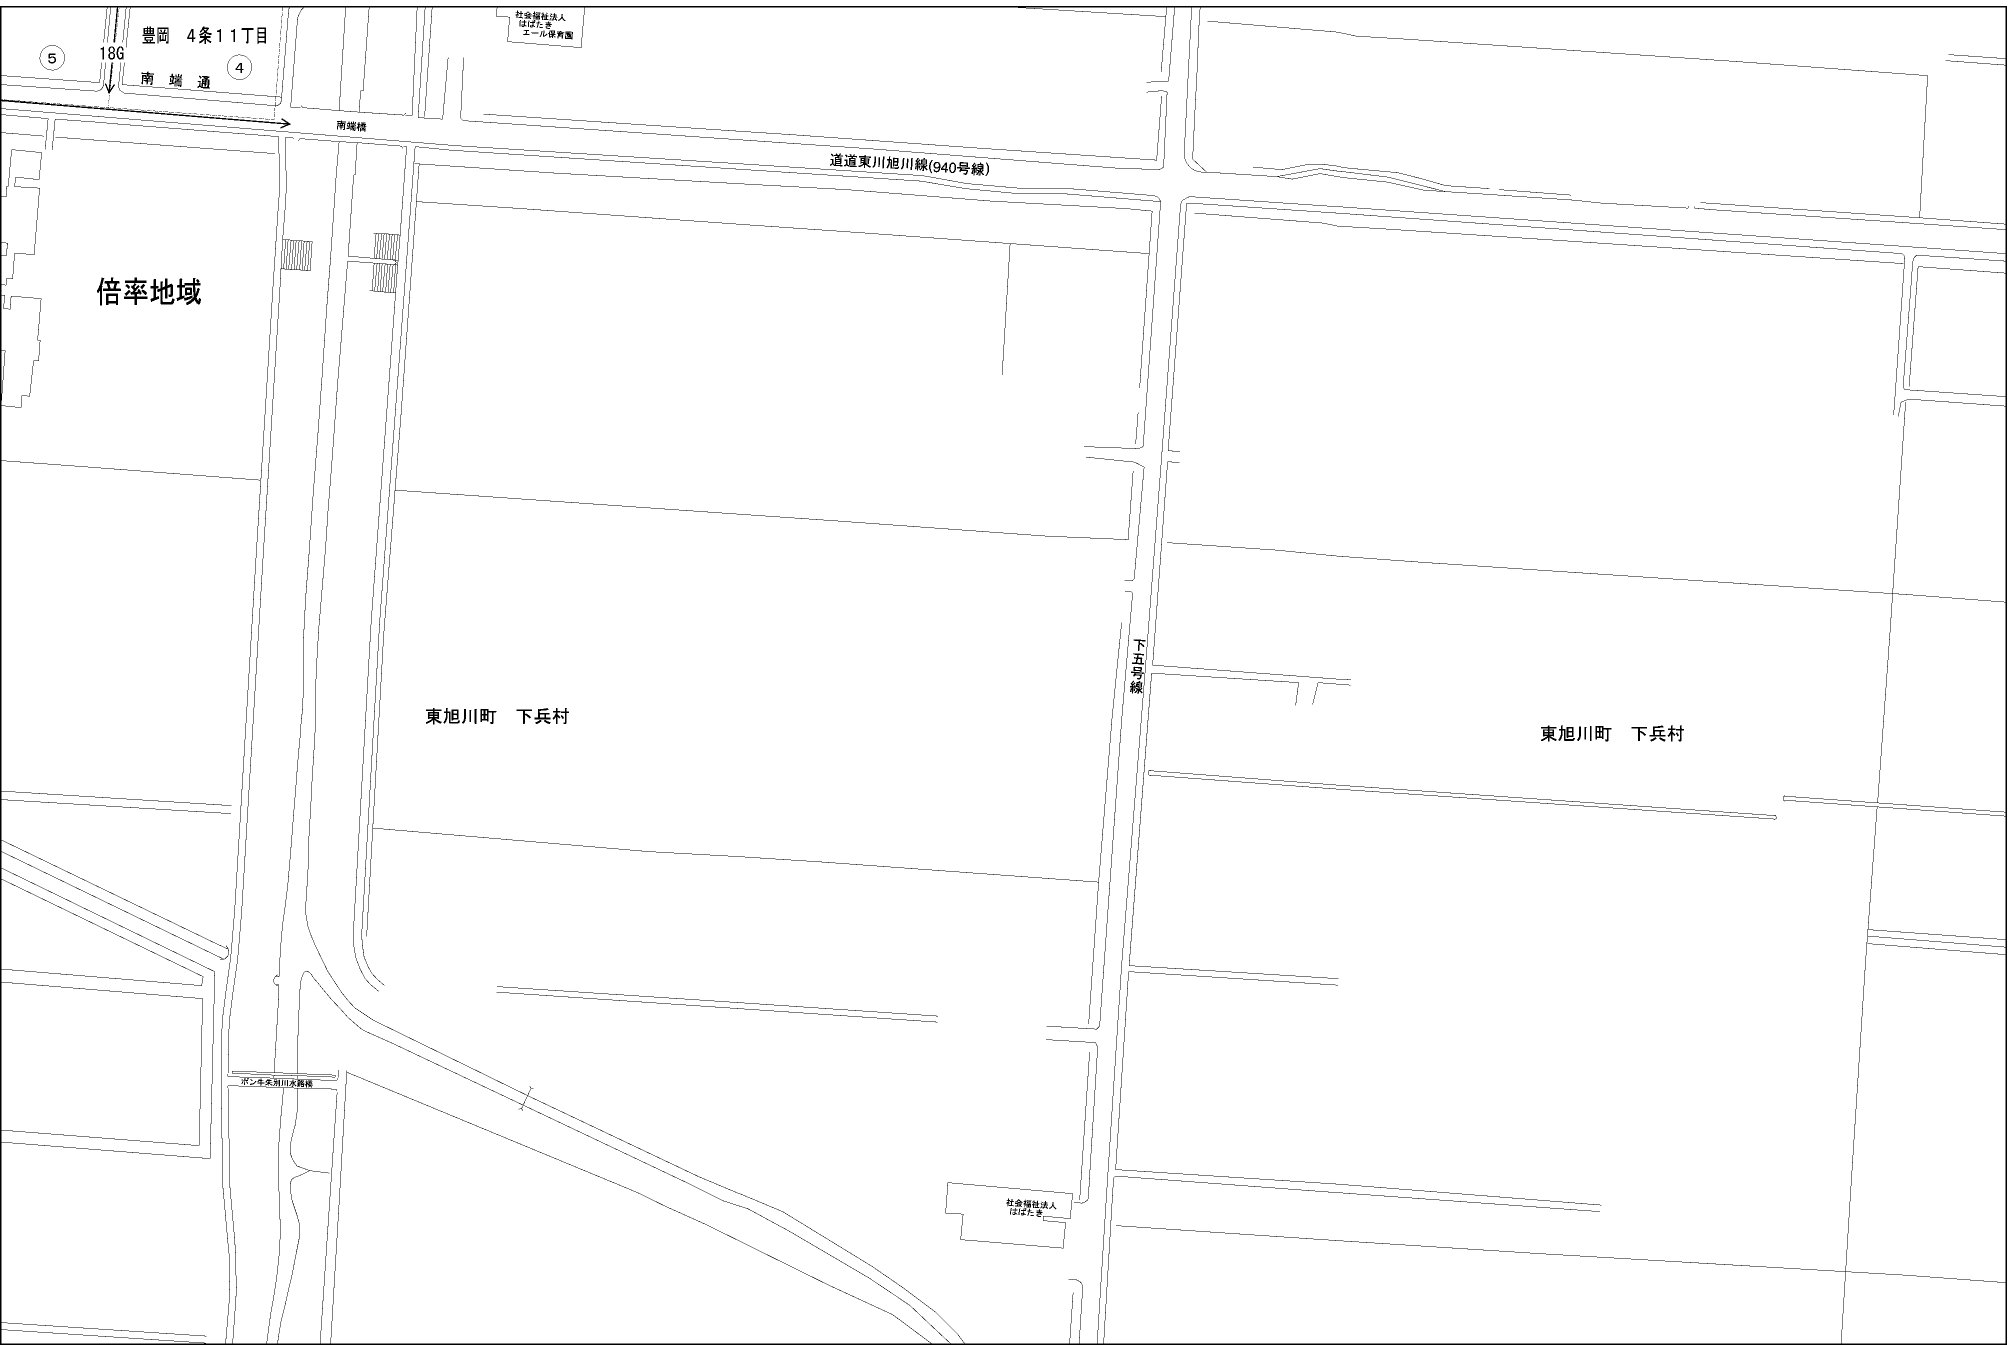 社会福祉法人
はばたき
エール保育園
豊岡　4条11丁目
⑤
18G
④
南端通
南端橋
道道東川旭川線(940号線)
倍率地域
下五号線
東旭川町　下兵村
東旭川町　下兵村
ポン牛朱別川水路橋
社会福祉法人
はばたき